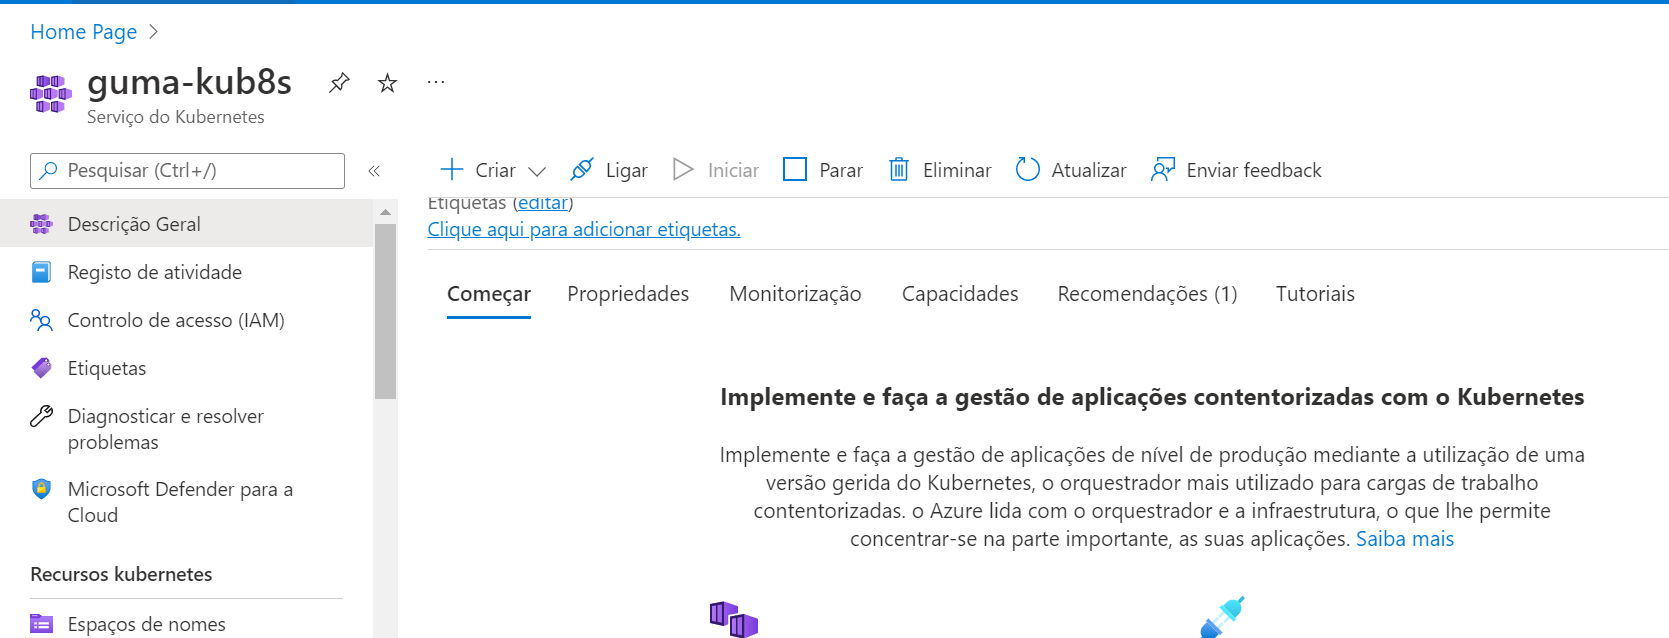 Home Page
guma-kub8s
Serviço do Kubernetes
Pesquisar (Ctrl+/)
Criar Ligar Iniciar Parar Eliminar Atualizar Enviar feedback
Etiquetas (editar)
Clique aqui para adicionar etiquetas.
Descrição Geral
Registo de atividade
Controlo de acesso (IAM)
Etiquetas
Diagnosticar e resolver
problemas
Microsoft Defender para a
Cloud
Recursos kubernetes
Espaços de nomes
Começar Propriedades Monitorização Capacidades Recomendações (1) Tutoriais
Implemente e faça a gestão de aplicações contentorizadas com o Kubernetes
Implemente e faça a gestão de aplicações de nível de produção mediante a utilização de uma
versão gerida do Kubernetes, o orquestrador mais utilizado para cargas de trabalho
contentorizadas. o Azure lida com o orquestrador e a infraestrutura, o que lhe permite
concentrar-se na parte importante, as suas aplicações. Saiba mais